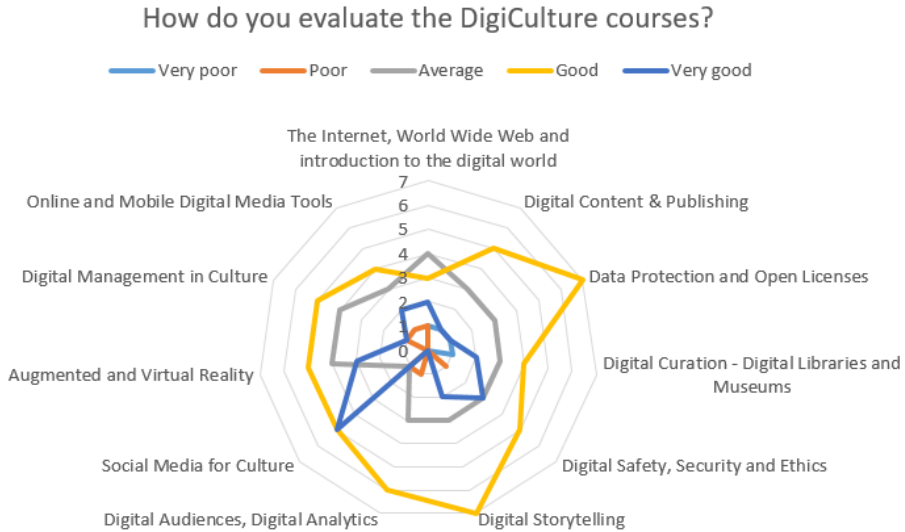 How do you evaluate the DigiCulture courses?
Very poor Poor Average Good Very good
The Internet, World Wide Web and
introduction to the digital world
7
6
5
4
3
2
1
0
Online and Mobile Digital Media Tools
Digital Content & Publishing
Digital Management in Culture
Data Protection and Open Licenses
Augmented and Virtual Reality
Digital Curation - Digital Libraries and
Museums
Social Media for Culture
Digital Safety, Security and Ethics
Digital Audiences, Digital Analytics
Digital Storytelling